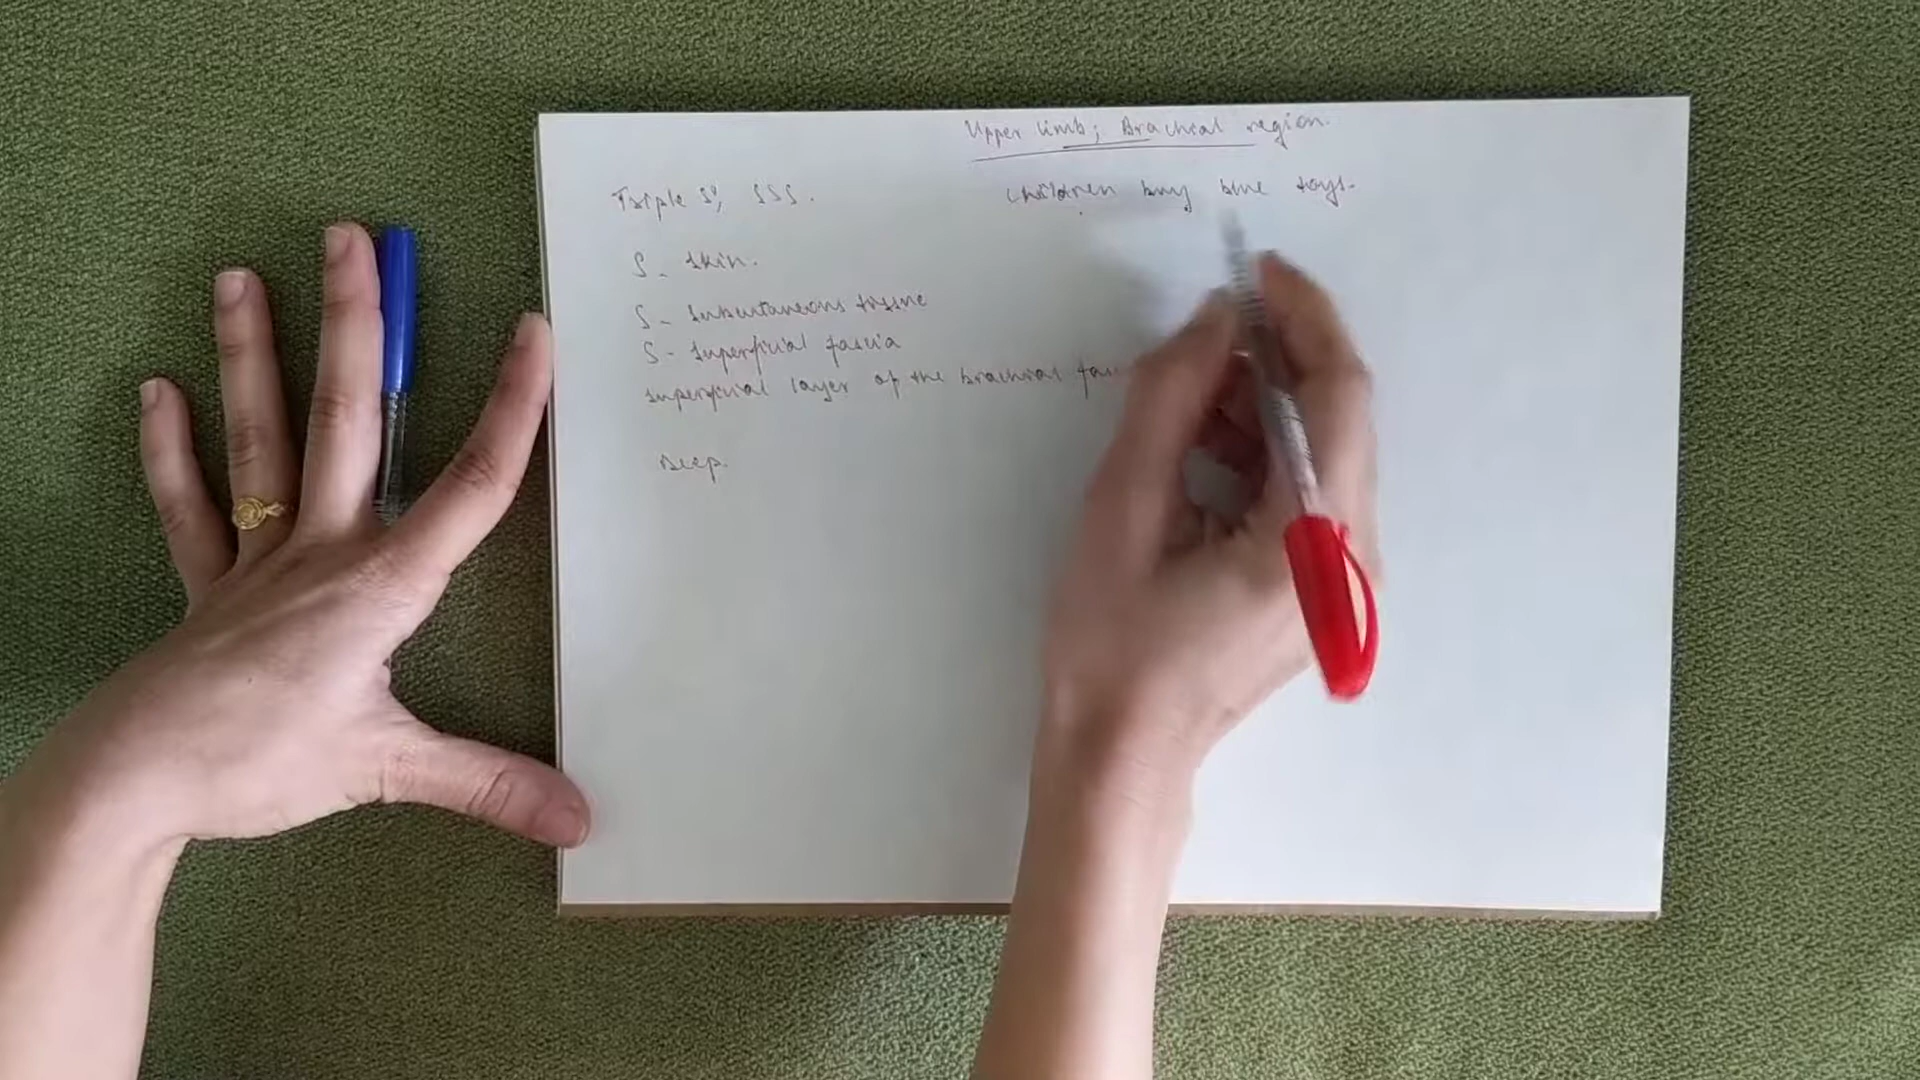 Upper limb; Brachial region.
Triple S, SSS.
children buy blue toys.
S - skin.
S - subcutaneous tissue
S - superficial fascia
superficial layer of the brachial
Deep.